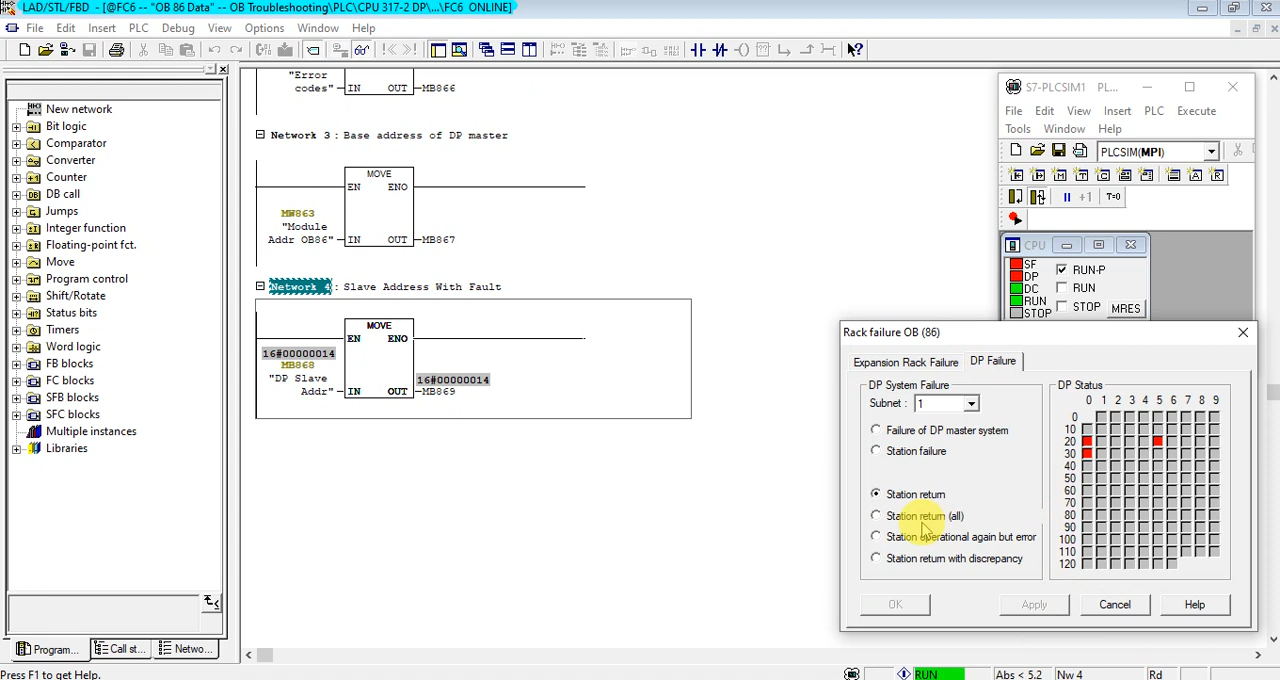 LAD/STL/FBD - [@FC6 -- "OB 86 Data" -- OB Troubleshooting\PLC\CPU 317-2 DP\...\FC6 ONLINE]
File Edit Insert PLC Debug View Options Window Help
New network
Bit logic
Comparator
Converter
Counter
DB call
Jumps
Integer function
Floating-point fct.
Move
Program control
Shift/Rotate
Status bits
Timers
Word logic
FB blocks
FC blocks
SFB blocks
SFC blocks
Multiple instances
Libraries
Program... Call st... Netwo...
Press F1 to get Help.
"Error
codes" IN OUT MB866
Network 3 : Base address of DP master
MOVE
EN ENO
MW863
"Module
Addr OB86" IN OUT MB867
Network 4 : Slave Address With Fault
MOVE
EN ENO
16#00000014
MB868
"DP Slave
Addr" IN
16#00000014
OUT MB869
S7-PLCSIM1 PL...
File Edit View Insert PLC Execute
Tools Window Help
PLCSIM(MPI)
+1 T=0
CPU
SF
DP
DC
RUN
STOP
RUN-P
RUN
STOP MRES
Rack failure OB (86)
Expansion Rack Failure DP Failure
DP System Failure
Subnet : 1
Failure of DP master system
Station failure
Station return
Station return (all)
Station operational again but error
Station return with discrepancy
DP Status
0 1 2 3 4 5 6 7 8 9
0
10
20
30
40
50
60
70
80
90
100
110
120
OK Apply Cancel Help
RUN Abs < 5.2 Nw 4 Rd